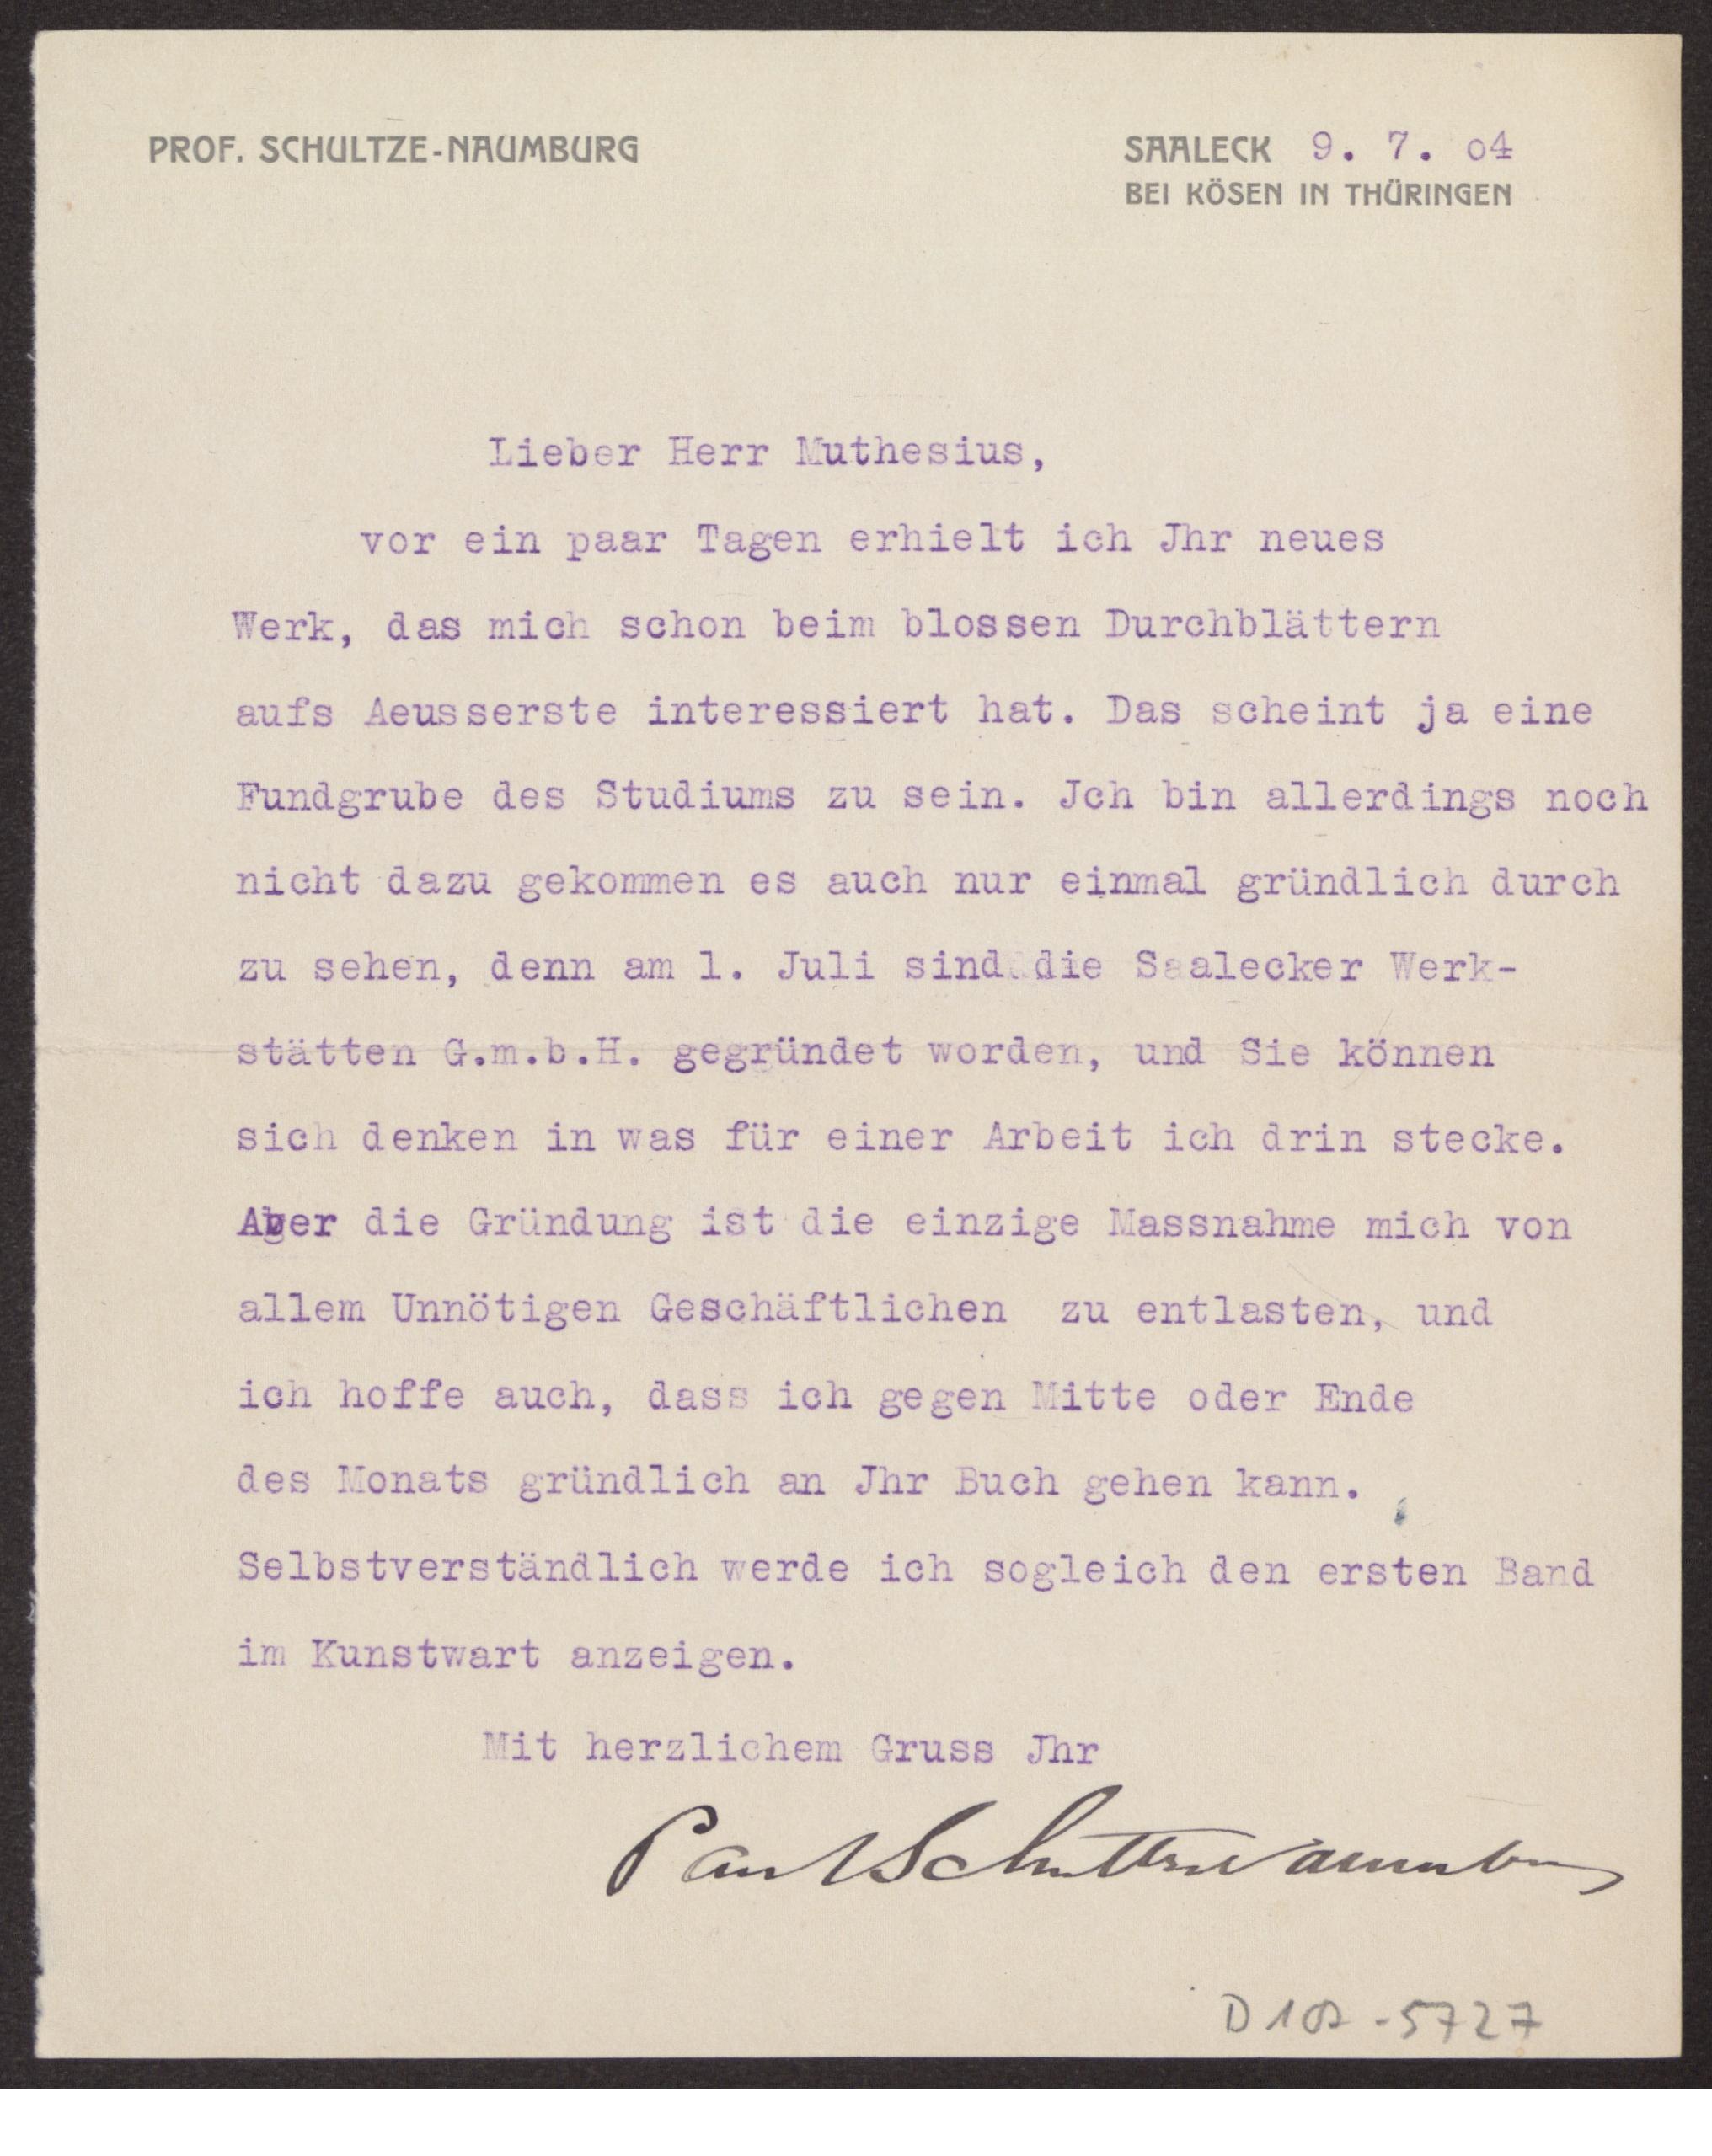 PROF. SCHULTZE-NAUMBURG
SAALECK 9. 7. 04
BEI KÖSEN IN THÜRINGEN
Lieber Herr Muthesius,
vor ein paar Tagen erhielt ich Jhr neues
Werk, das mich schon beim blossen Durchblättern
aufs Aeusserste interessiert hat. Das scheint ja eine
Fundgrube des Studiums zu sein. Jch bin allerdings noch
nicht dazu gekommen es auch nur einmal gründlich durch
zu sehen, denn am 1. Juli sind die Saalecker Werk-
stätten G.m.b.H. gegründet worden, und Sie können
sich denken in was für einer Arbeit ich drin stecke.
Aber die Gründung ist die einzige Massnahme mich von
allem Unnötigen Geschäftlichen zu entlasten, und
ich hoffe auch, dass ich gegen Mitte oder Ende
des Monats gründlich an Jhr Buch gehen kann.
Selbstverständlich werde ich sogleich den ersten Band
im Kunstwart anzeigen.
Mit herzlichem Gruss Jhr
Paul Schultze Naumburg
D 102-5727